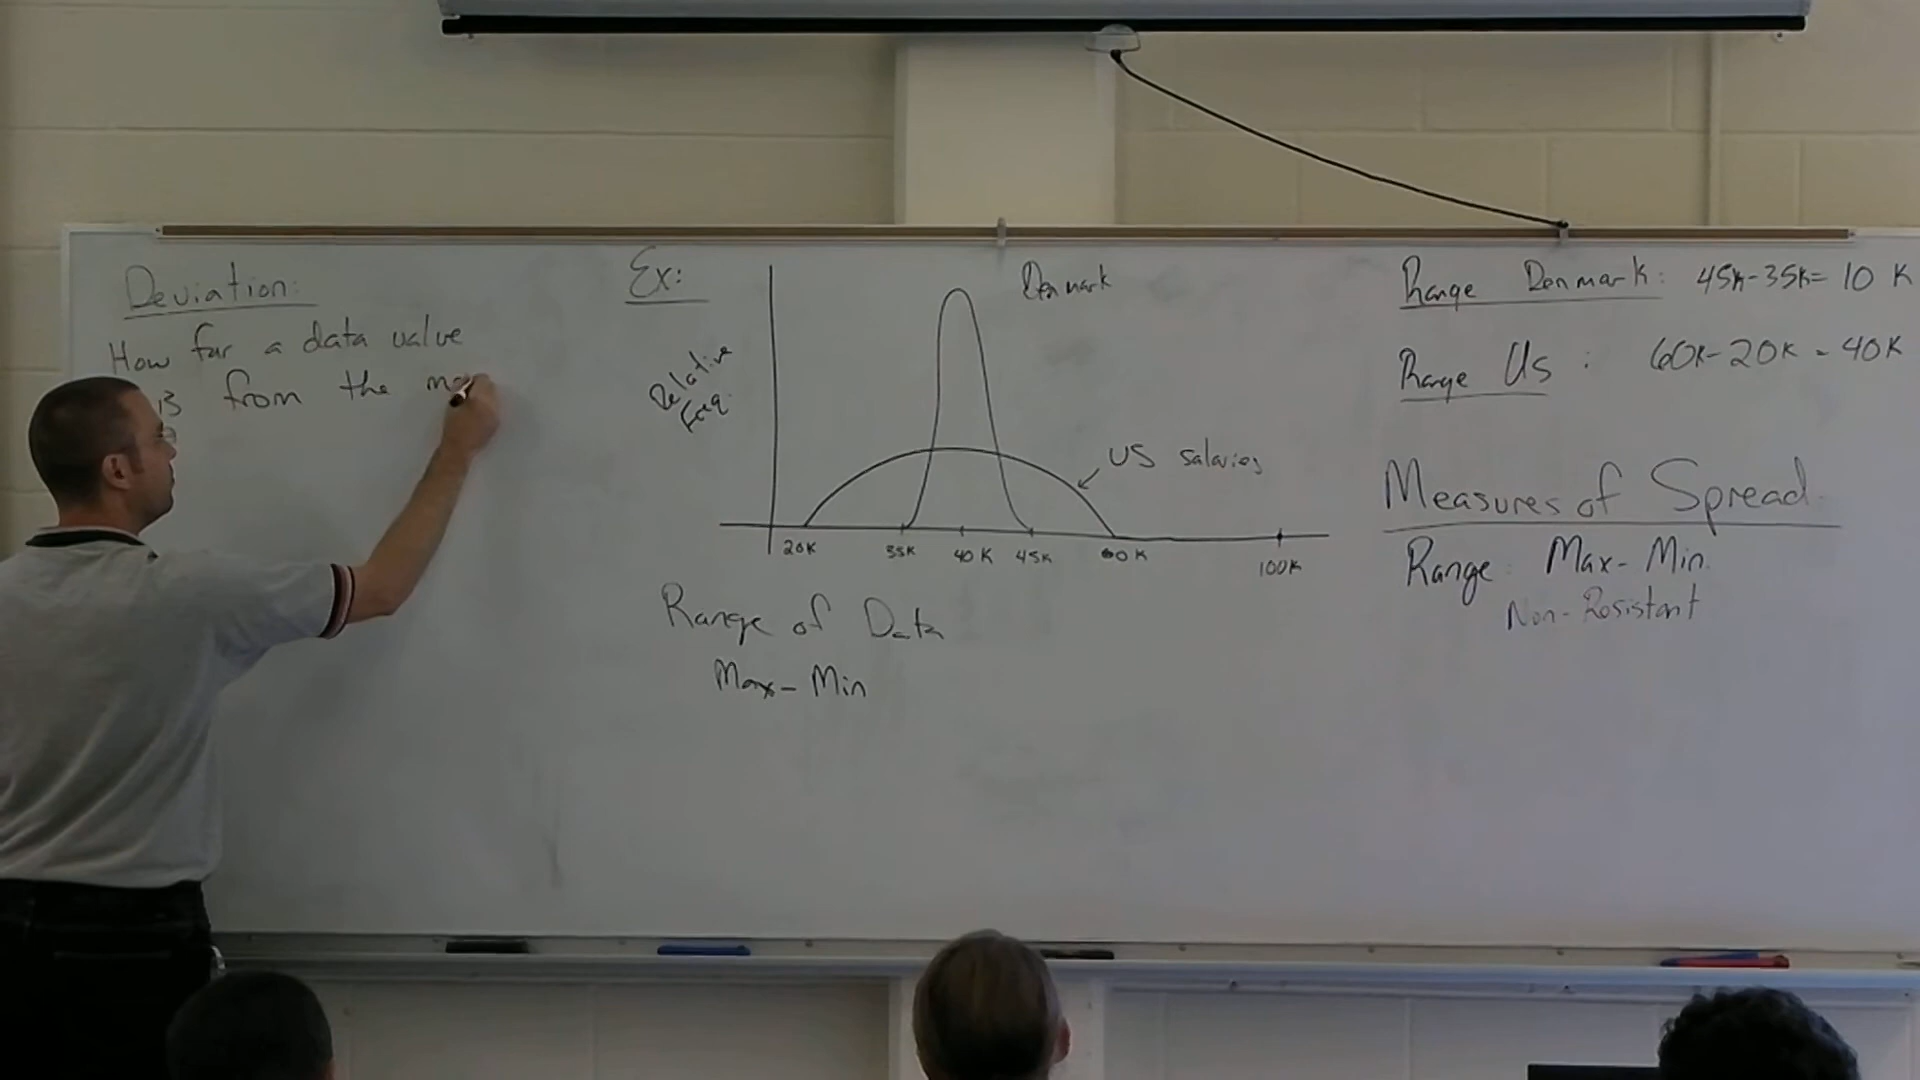 Deviation:
How far a data value
is from the
Ex:
Relative
Freq.
Denmark
US salaries
20K 35K 40K 45K 60K 100K
Range of Data
Max - Min
Range Denmark: 45K-35K= 10 K
Range US: 60K-20K = 40K
Measures of Spread
Range: Max- Min.
Non-Resistant